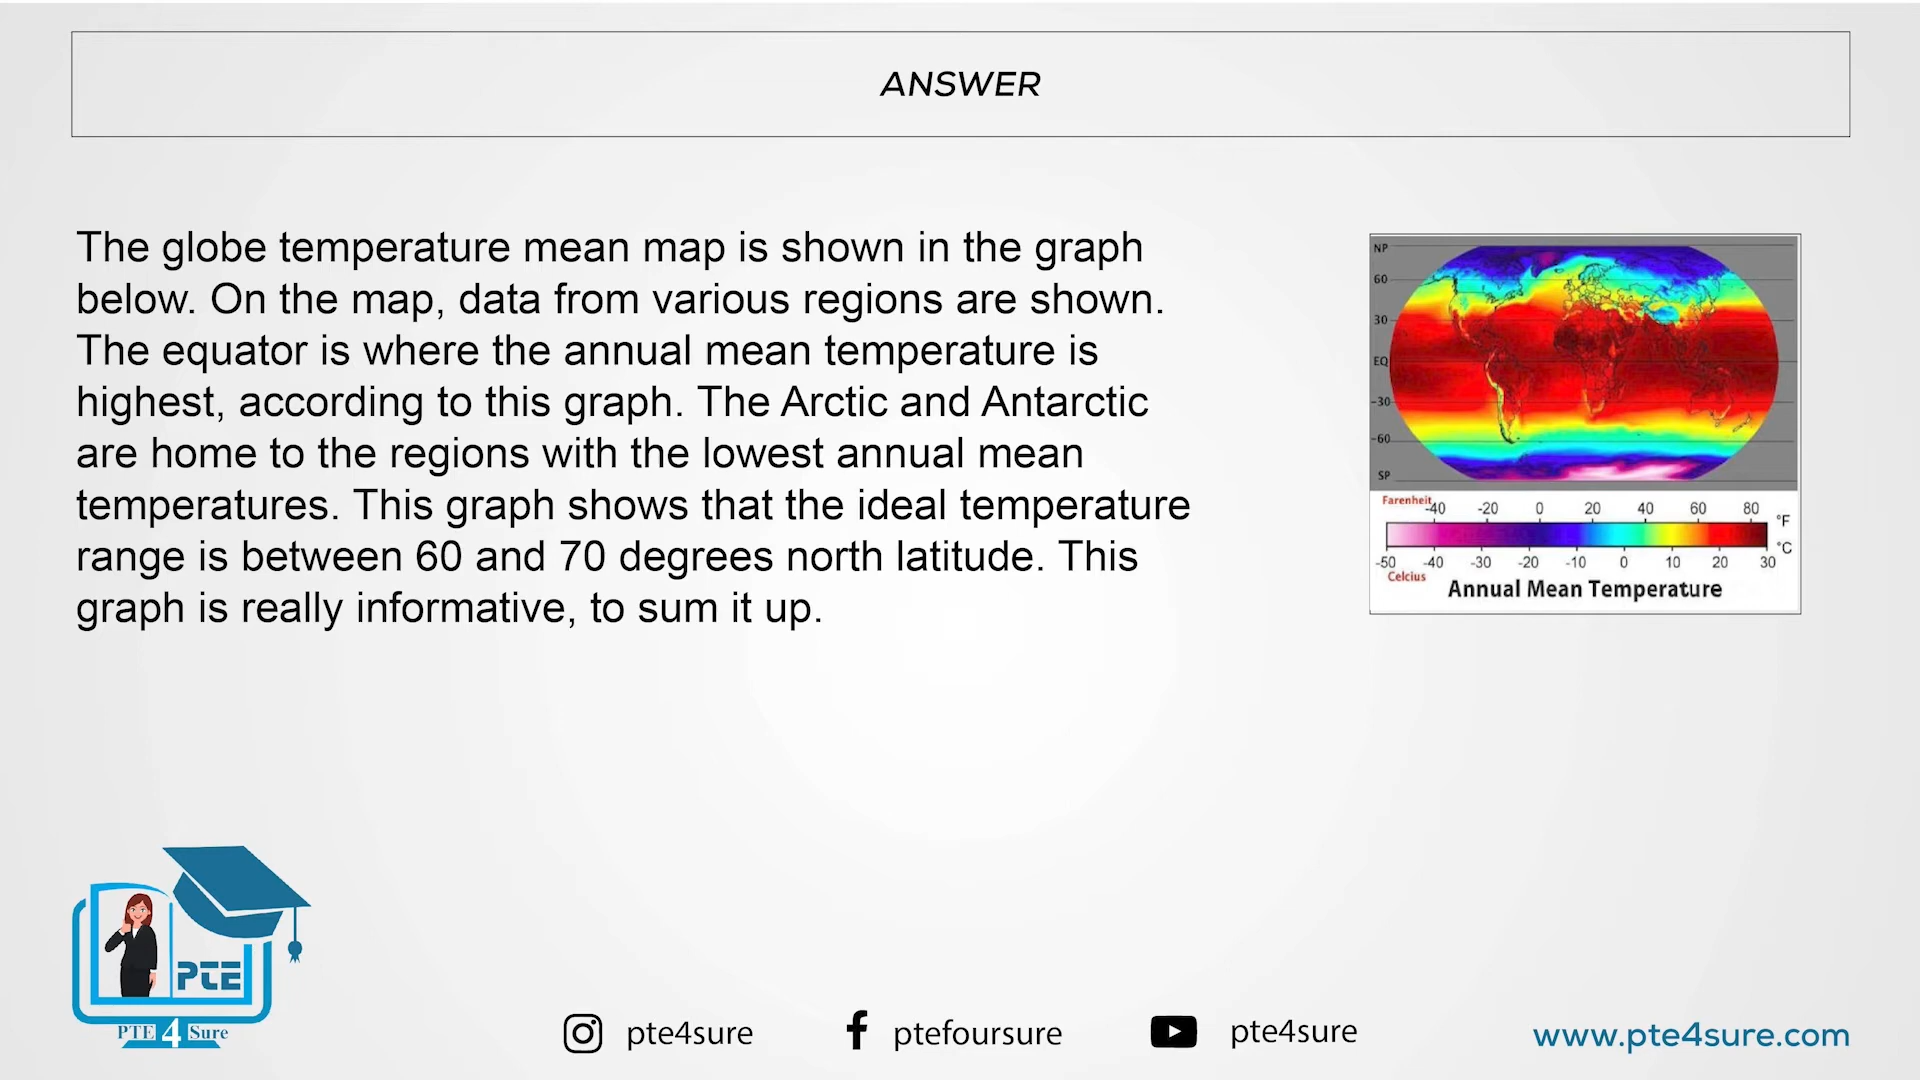 ANSWER
The globe temperature mean map is shown in the graph
below. On the map, data from various regions are shown.
The equator is where the annual mean temperature is
highest, according to this graph. The Arctic and Antarctic
are home to the regions with the lowest annual mean
temperatures. This graph shows that the ideal temperature
range is between 60 and 70 degrees north latitude. This
graph is really informative, to sum it up.
NP
60
30
EQ
-30
-60
SP
Farenheit
-40 -20 0 20 40 60 80 °F
°C
-50 -40 -30 -20 -10 0 10 20 30
Celcius
Annual Mean Temperature
PTE
PTE 4 Sure
pte4sure ptefoursure pte4sure www.pte4sure.com